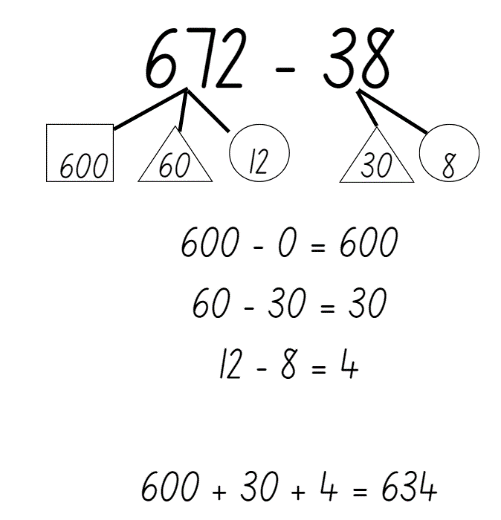 672 - 38
600 60 12 30 8
600 - 0 = 600
60 - 30 = 30
12 - 8 = 4
600 + 30 + 4 = 634